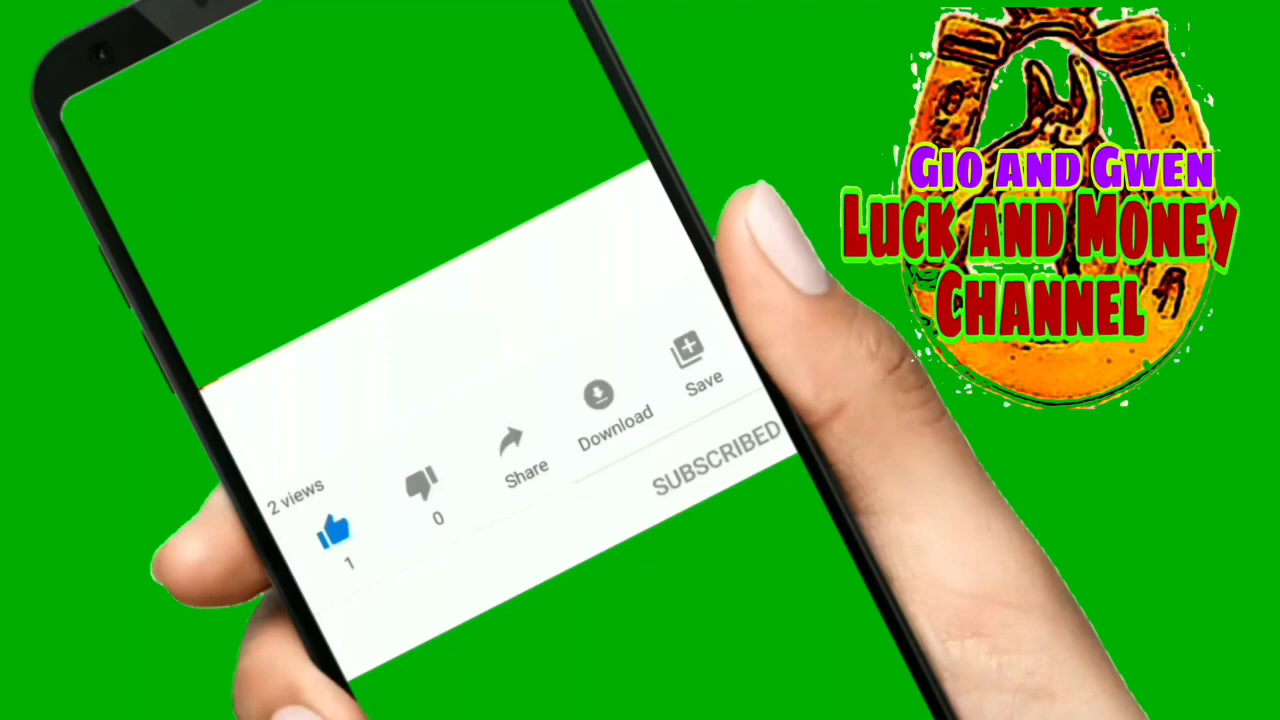 Gio and Gwen
Luck and Money
Channel
2 views
1
0
Share
Download
Save
SUBSCRIBED